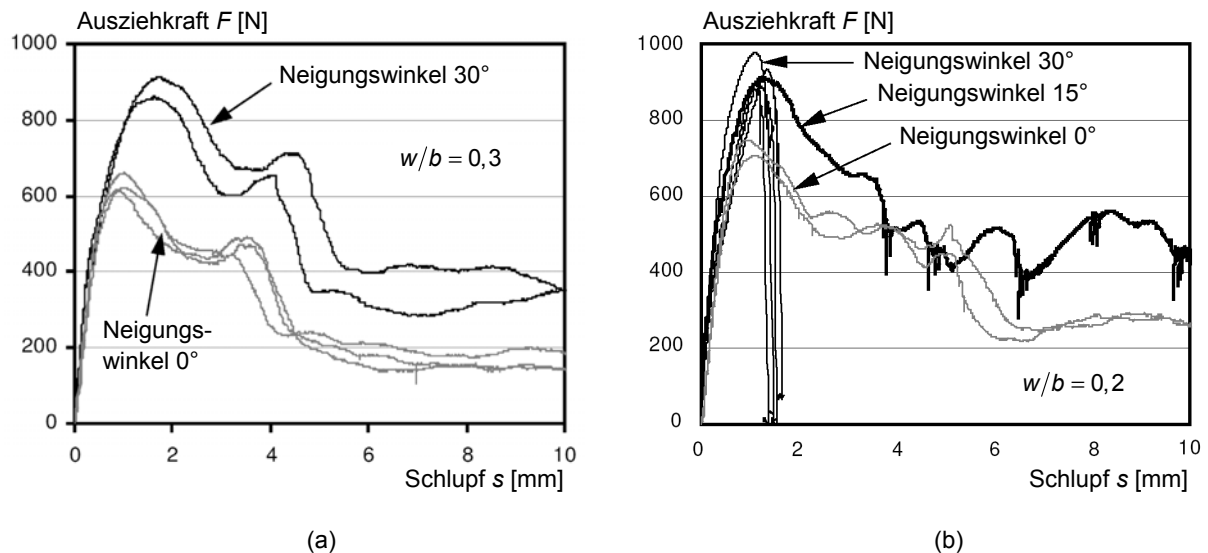 Ausziehkraft F [N]
1000
800
600
400
200
0
Neigungswinkel 30°
w/b = 0,3
Neigungs-
winkel 0°
0 2 4 6 8 10
Schlupf s [mm]
(a)
Ausziehkraft F [N]
1000
800
600
400
200
0
Neigungswinkel 30°
Neigungswinkel 15°
Neigungswinkel 0°
w/b = 0,2
0 2 4 6 8 10
Schlupf s [mm]
(b)